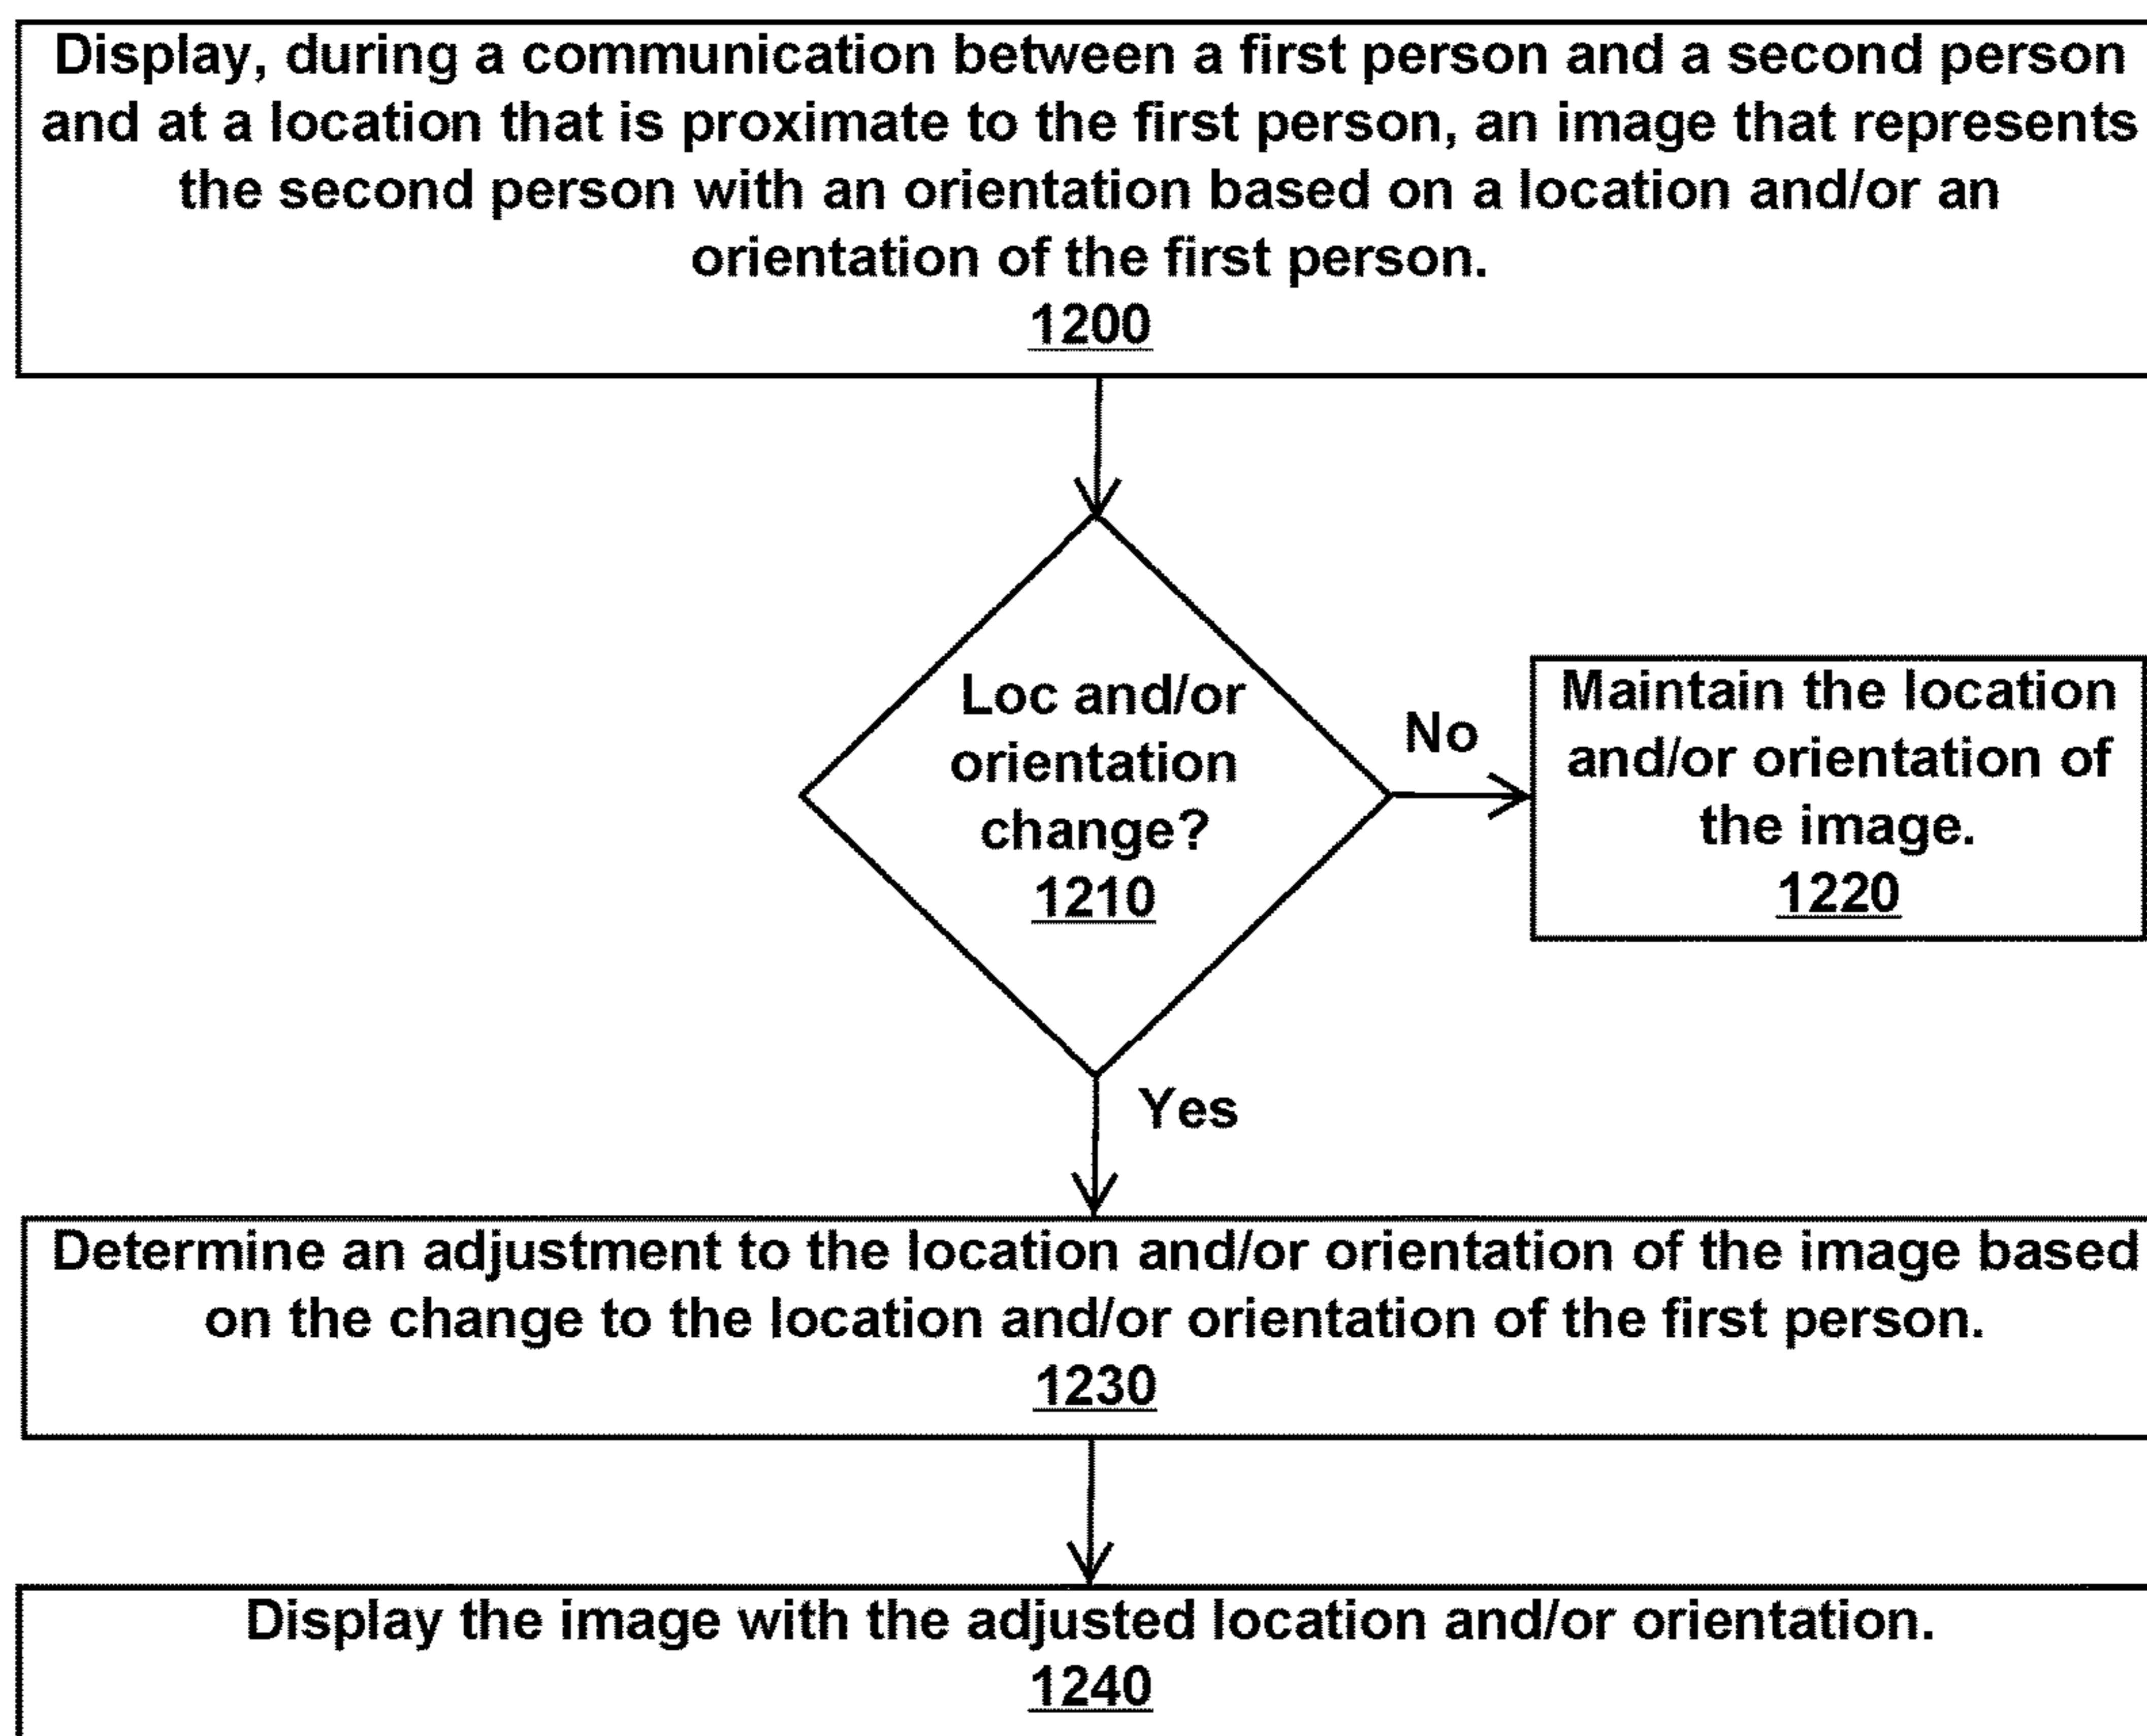 Display, during a communication between a first person and a second person
and at a location that is proximate to the first person, an image that represents
the second person with an orientation based on a location and/or an
orientation of the first person.
1200
Loc and/or
orientation
change?
1210
No
Maintain the location
and/or orientation of
the image.
1220
Yes
Determine an adjustment to the location and/or orientation of the image based
on the change to the location and/or orientation of the first person.
1230
Display the image with the adjusted location and/or orientation.
1240